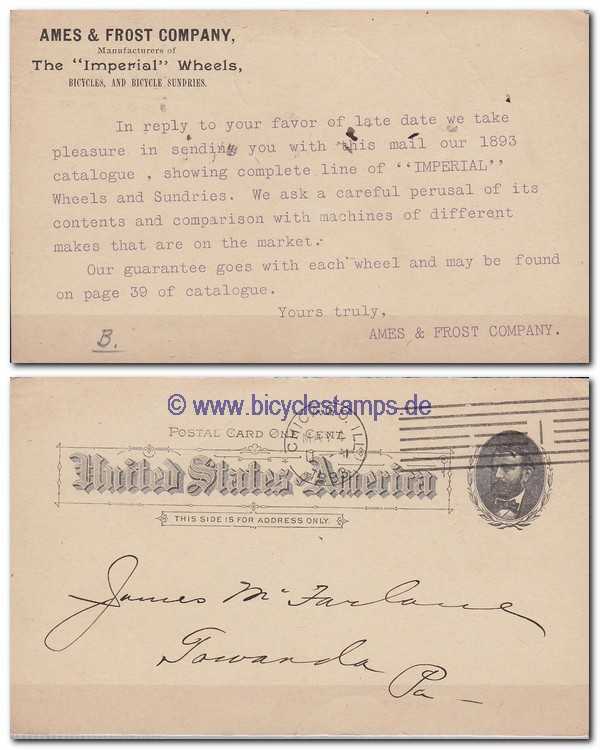 AMES & FROST COMPANY,
Manufacturers of
The "Imperial" Wheels,
BICYCLES, AND BICYCLE SUNDRIES.
In reply to your favor of late date we take
pleasure in sending you with this mail our 1893
catalogue , showing complete line of "IMPERIAL"
Wheels and Sundries. We ask a careful perusal of its
contents and comparison with machines of different
makes that are on the market.
Our guarantee goes with each wheel and may be found
on page 39 of catalogue.
Yours truly,
AMES & FROST COMPANY.
B.
© www.bicyclestamps.de
POSTAL CARD ONE CENT.
CHICAGO, ILL.
United States America
THIS SIDE IS FOR ADDRESS ONLY.
James McFarlane
Towanda
Pa